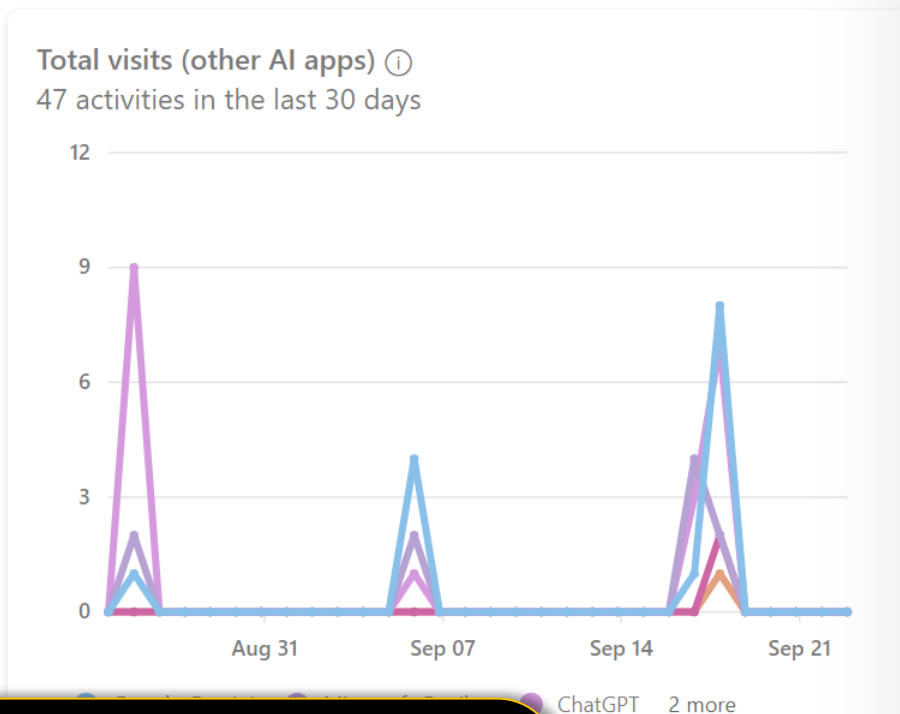 Total visits (other AI apps)
47 activities in the last 30 days
12
9
6
3
0
Aug 31 Sep 07 Sep 14 Sep 21
ChatGPT 2 more